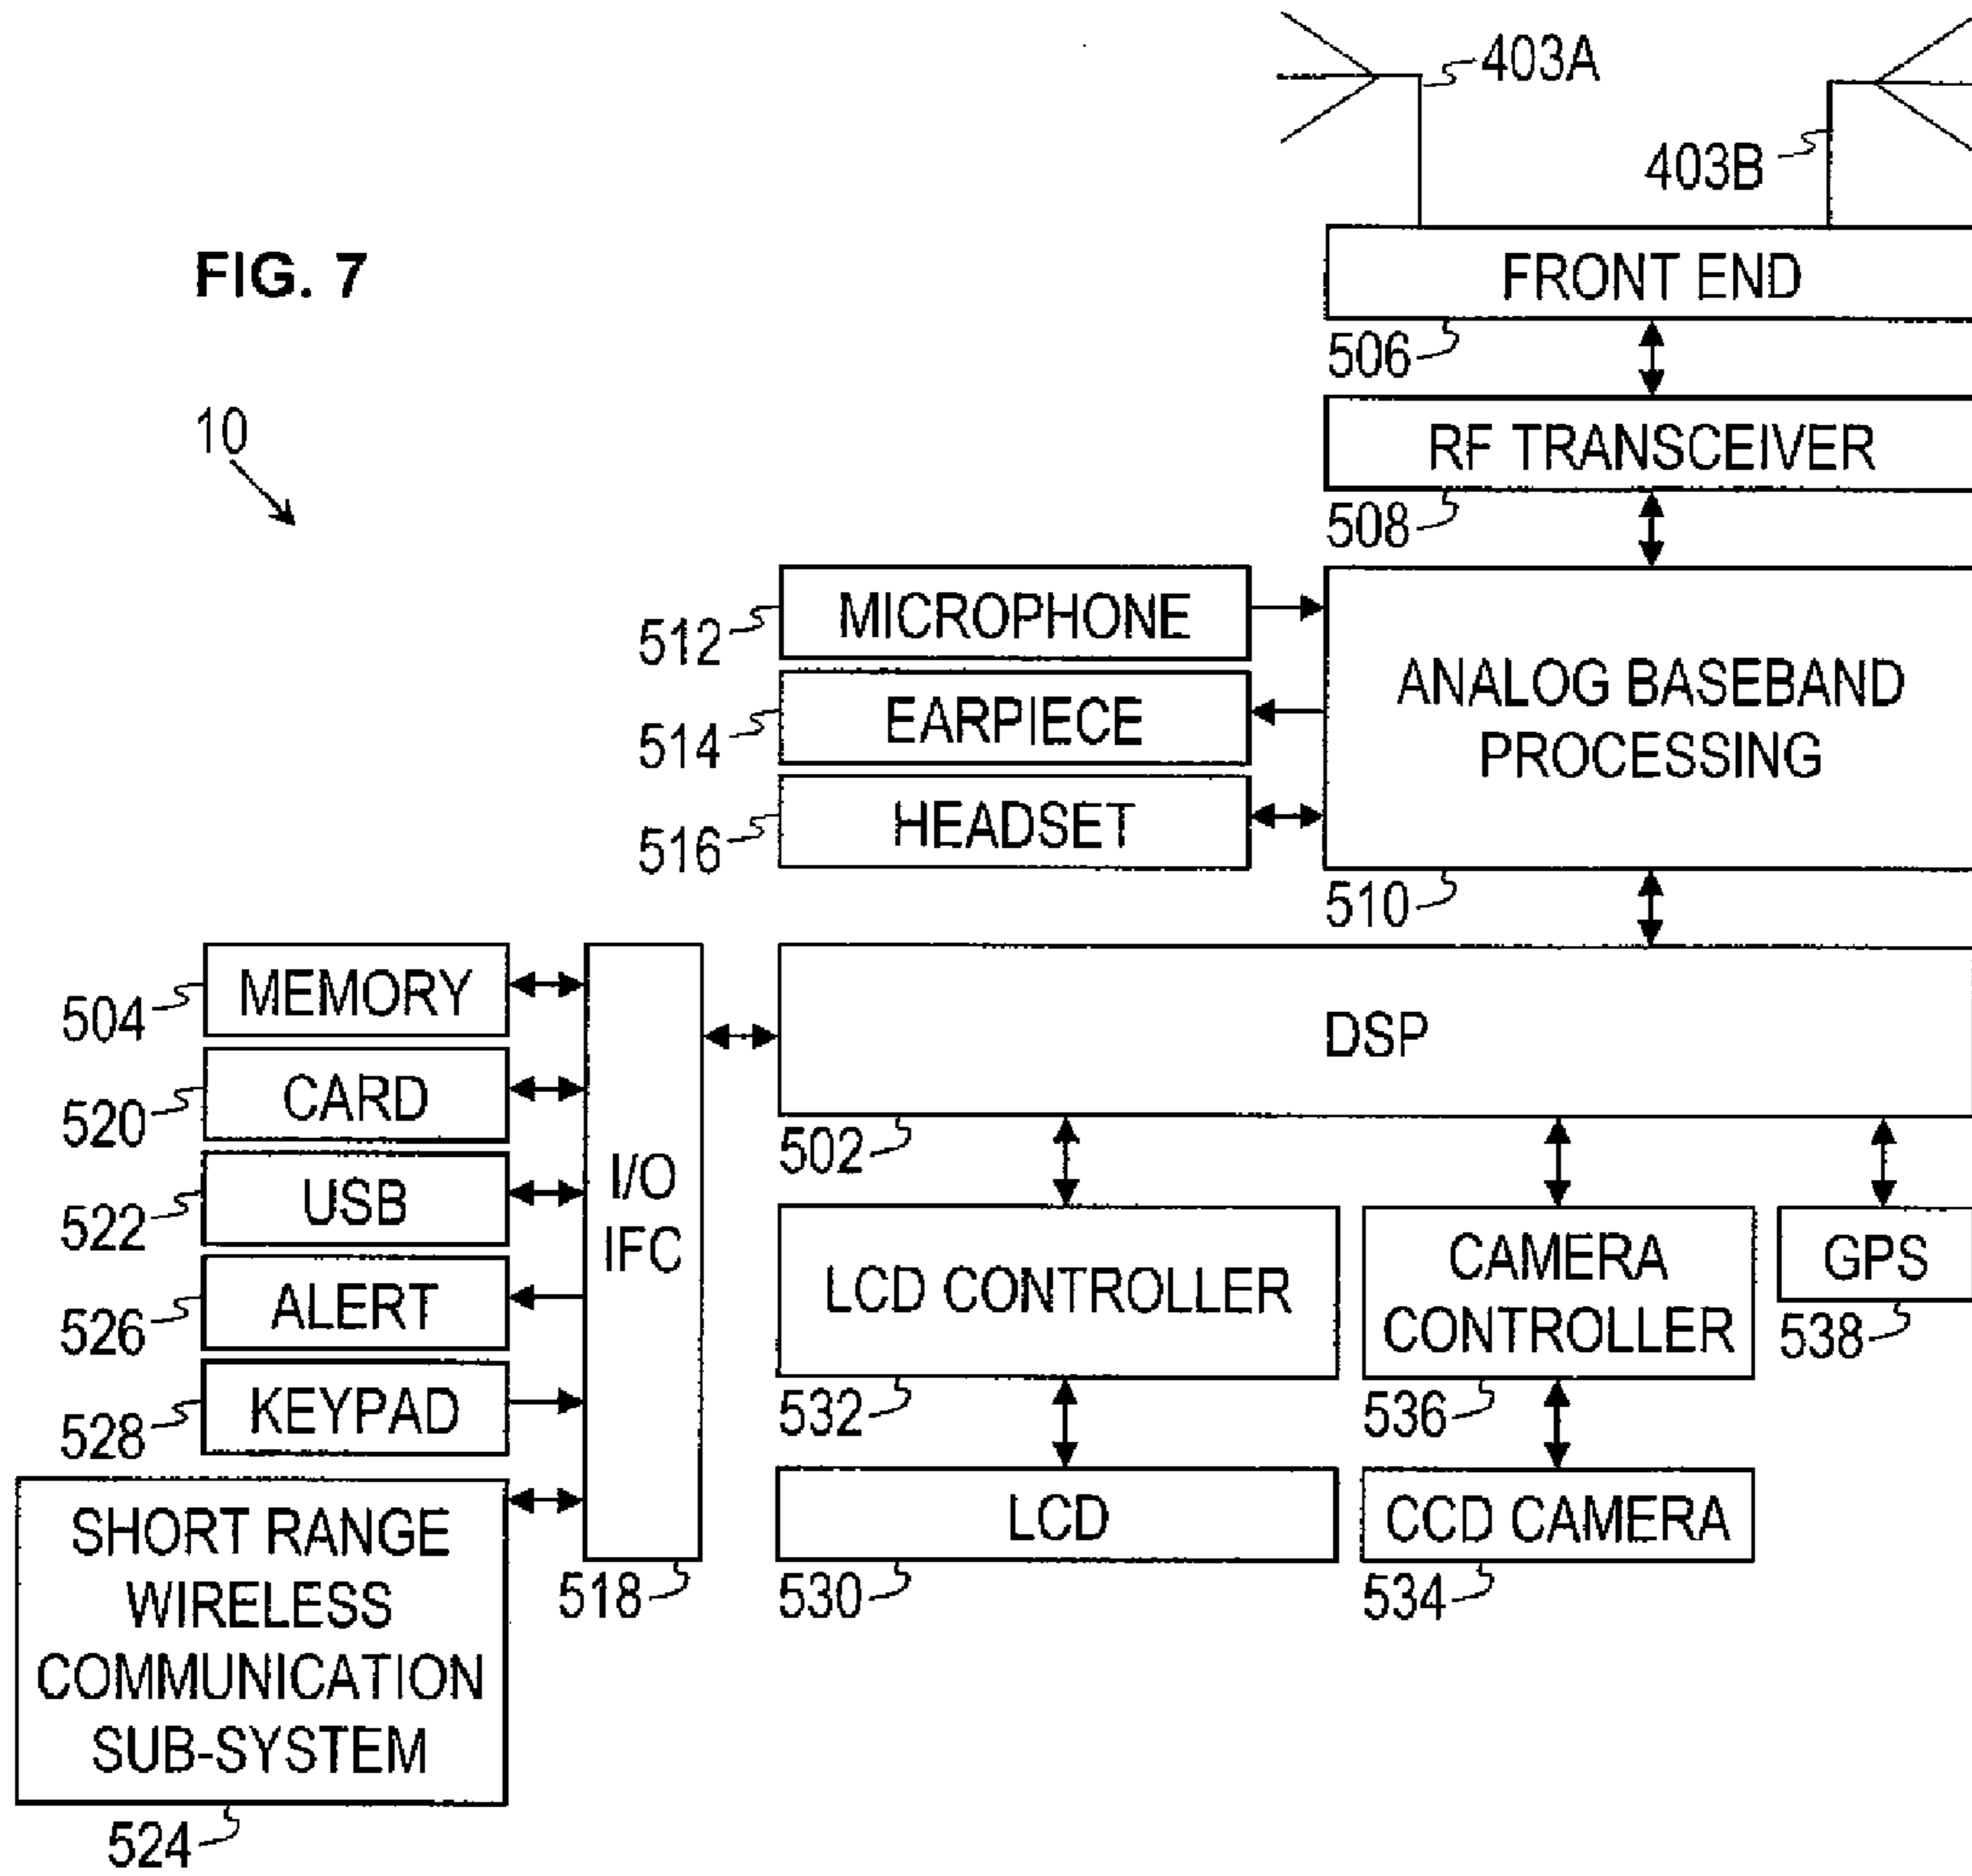 403A
403B
FIG. 7
FRONT END
506
10
RF TRANSCEIVER
508
MICROPHONE
512
EARPIECE
514
HEADSET
516
ANALOG BASEBAND
PROCESSING
510
MEMORY
504
CARD
520
USB
522
ALERT
526
KEYPAD
528
SHORT RANGE
WIRELESS
COMMUNICATION
SUB-SYSTEM
524
I/O
IFC
518
DSP
502
LCD CONTROLLER
532
LCD
530
CAMERA
CONTROLLER
536
CCD CAMERA
534
GPS
538